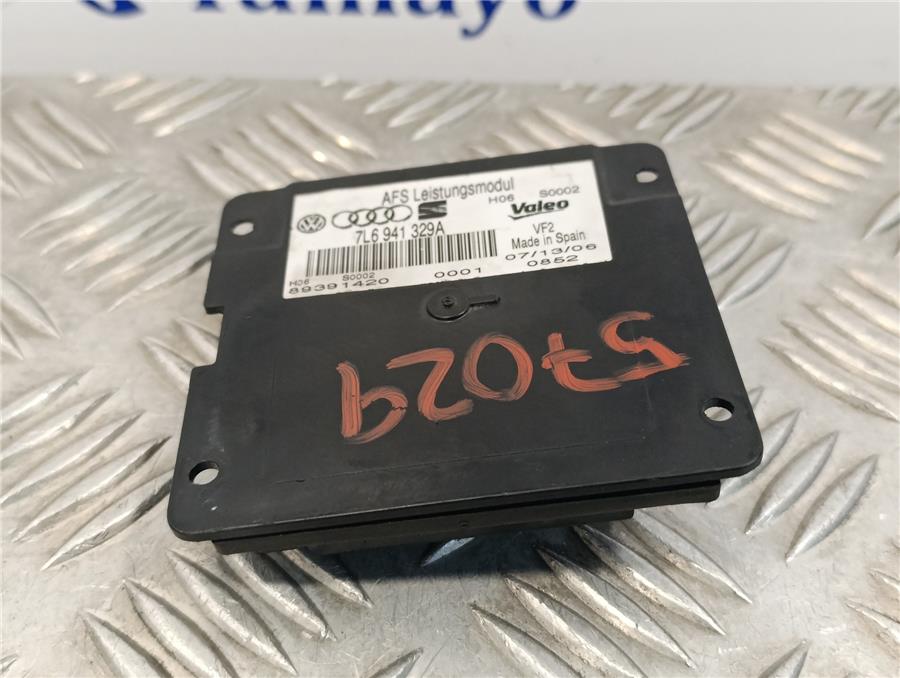 AFS Leistungsmodul
H06 S0002
Valeo
7L6 941 329A
VF2
Made in Spain
07/13/06
H06 S0002
89391420 0001 0852
57029